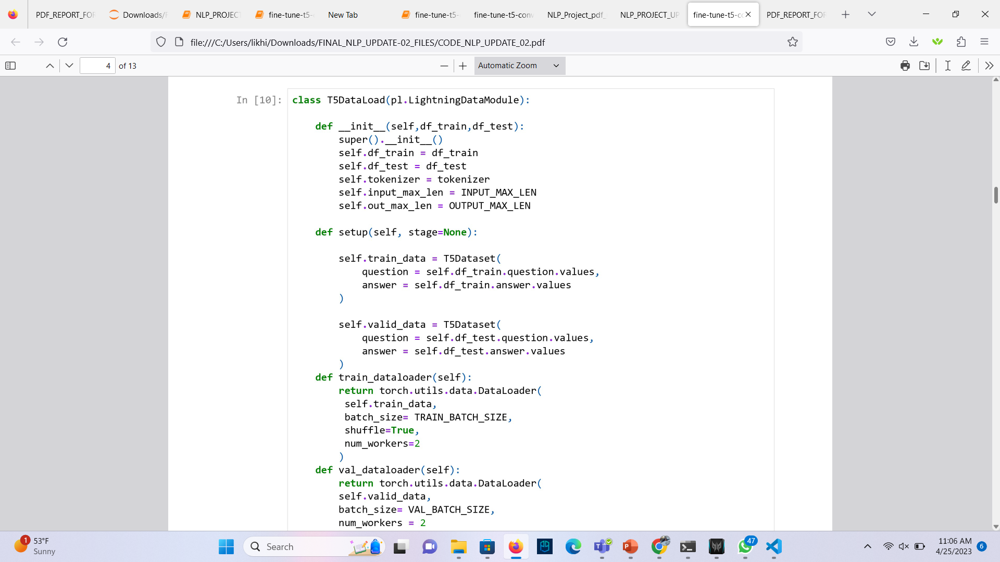 PDF_REPORT_FOR
Downloads/F
NLP_PROJECT
fine-tune-t5-c
New Tab
fine-tune-t5-
fine-tune-t5-conv
NLP_Project_pdf_
NLP_PROJECT_UP
fine-tune-t5-co
PDF_REPORT_FOR
file:///C:/Users/likhi/Downloads/FINAL_NLP_UPDATE-02_FILES/CODE_NLP_UPDATE_02.pdf
4 of 13
Automatic Zoom
In [10]: class T5DataLoad(pl.LightningDataModule):
def __init__(self,df_train,df_test):
super().__init__()
self.df_train = df_train
self.df_test = df_test
self.tokenizer = tokenizer
self.input_max_len = INPUT_MAX_LEN
self.out_max_len = OUTPUT_MAX_LEN
def setup(self, stage=None):
self.train_data = T5Dataset(
question = self.df_train.question.values,
answer = self.df_train.answer.values
)
self.valid_data = T5Dataset(
question = self.df_test.question.values,
answer = self.df_test.answer.values
)
def train_dataloader(self):
return torch.utils.data.DataLoader(
self.train_data,
batch_size= TRAIN_BATCH_SIZE,
shuffle=True,
num_workers=2
)
def val_dataloader(self):
return torch.utils.data.DataLoader(
self.valid_data,
batch_size= VAL_BATCH_SIZE,
num_workers = 2
1
53°F
Sunny
Search
47
11:06 AM
4/25/2023
6